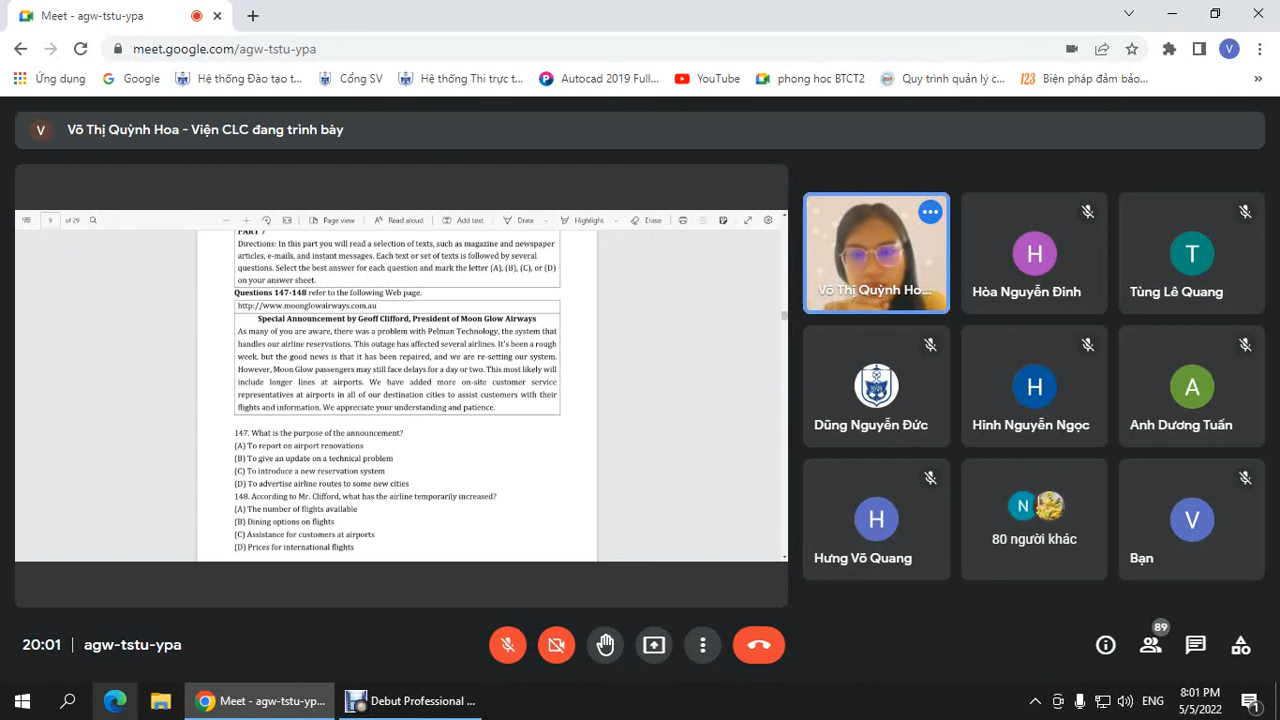 Meet - agw-tstu-ypa
meet.google.com/agw-tstu-ypa
V
Ứng dụng
Google
Hệ thống Đào tạo t...
Cổng SV
Hệ thống Thi trực t...
Autocad 2019 Full...
YouTube
phong hoc BTCT2
Quy trình quản lý c...
123 Biện pháp đảm bảo...
V Võ Thị Quỳnh Hoa - Viện CLC đang trình bày
9 of 29
Page view
Read aloud
Add text
Draw
Highlight
Erase
PART 7
Directions: In this part you will read a selection of texts, such as magazine and newspaper
articles, e-mails, and instant messages. Each text or set of texts is followed by several
questions. Select the best answer for each question and mark the letter (A), (B), (C), or (D)
on your answer sheet.
Questions 147-148 refer to the following Web page.
http://www.moonglowairways.com.au
Special Announcement by Geoff Clifford, President of Moon Glow Airways
As many of you are aware, there was a problem with Pelman Technology, the system that
handles our airline reservations. This outage has affected several airlines. It's been a rough
week, but the good news is that it has been repaired, and we are re-setting our system.
However, Moon Glow passengers may still face delays for a day or two. This most likely will
include longer lines at airports. We have added more on-site customer service
representatives at airports in all of our destination cities to assist customers with their
flights and information. We appreciate your understanding and patience.
147. What is the purpose of the announcement?
(A) To report on airport renovations
(B) To give an update on a technical problem
(C) To introduce a new reservation system
(D) To advertise airline routes to some new cities
148. According to Mr. Clifford, what has the airline temporarily increased?
(A) The number of flights available
(B) Dining options on flights
(C) Assistance for customers at airports
(D) Prices for international flights
Võ Thị Quỳnh Ho...
H
Hòa Nguyễn Đình
T
Tùng Lê Quang
Dũng Nguyễn Đức
H
Hinh Nguyễn Ngọc
A
Anh Dương Tuấn
H
Hưng Võ Quang
N
80 người khác
V
Bạn
20:01 | agw-tstu-ypa
89
Meet - agw-tstu-yp...
Debut Professional ...
ENG
8:01 PM
5/5/2022
1